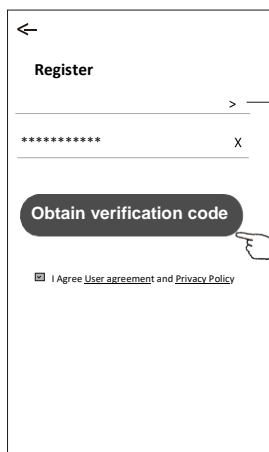 Register
>
*********** X
Obtain verification code
I Agree User agreement and Privacy Policy